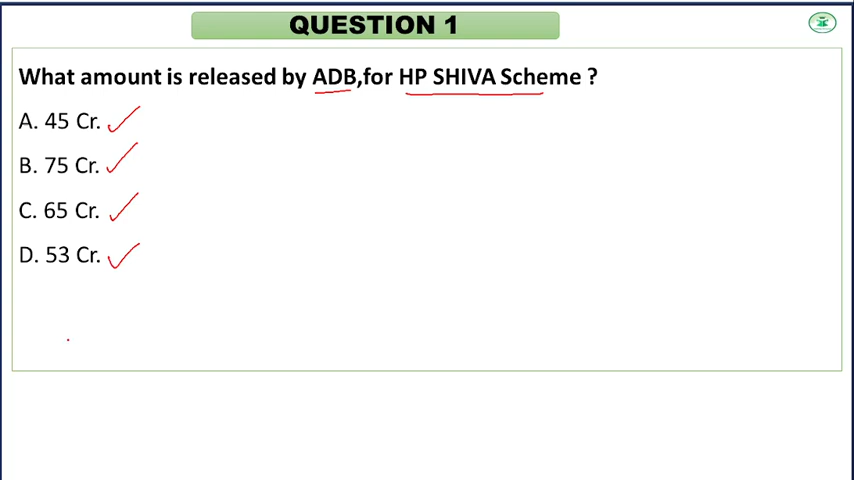 QUESTION 1
What amount is released by ADB,for HP SHIVA Scheme ?
A. 45 Cr.
B. 75 Cr.
C. 65 Cr.
D. 53 Cr.